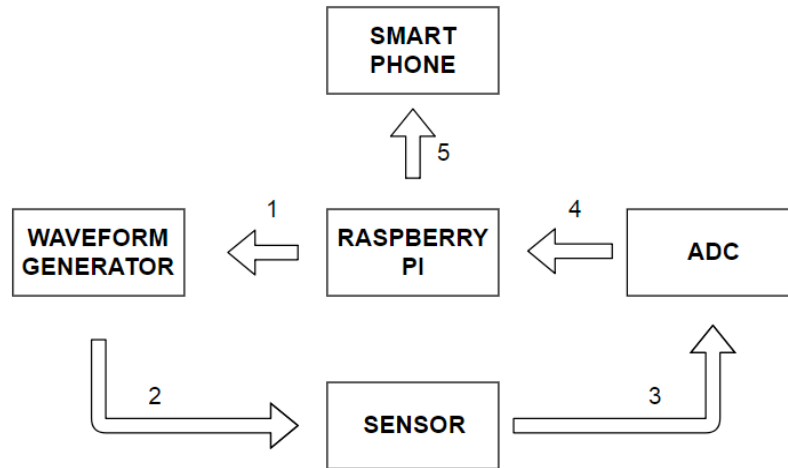 SMART
PHONE
5
1
4
WAVEFORM
GENERATOR
RASPBERRY
PI
ADC
2
3
SENSOR